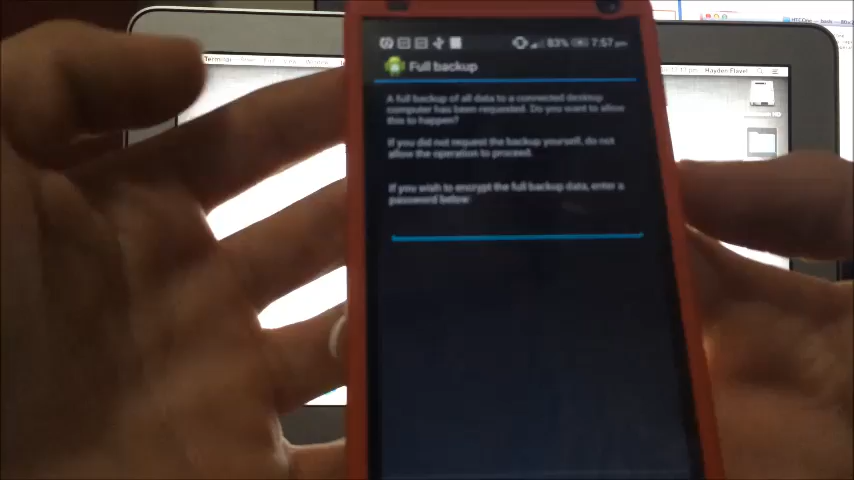 83% 7:57 pm
Full backup
A full backup of all data to a connected desktop
computer has been requested. Do you want to allow
this to happen?
If you did not request the backup yourself, do not
allow the operation to proceed.
If you wish to encrypt the full backup data, enter a
password below
Terminal
Hayden Flavel